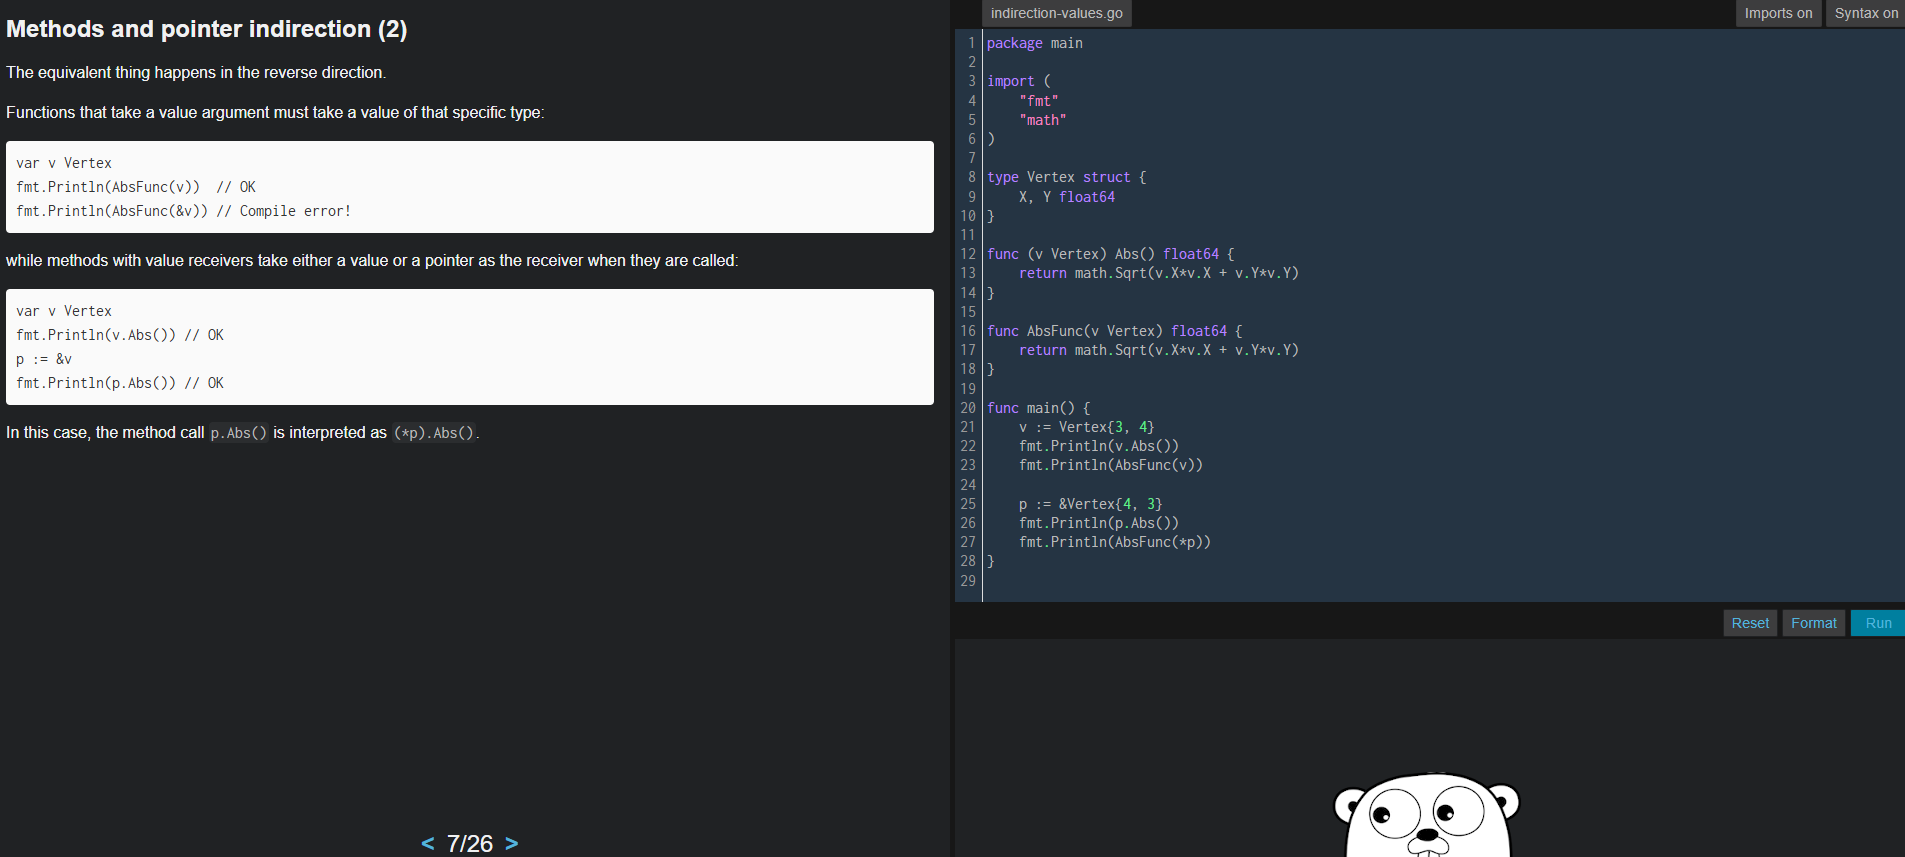 Methods and pointer indirection (2)
The equivalent thing happens in the reverse direction.
Functions that take a value argument must take a value of that specific type:
var v Vertex
fmt.Println(AbsFunc(v))  // OK
fmt.Println(AbsFunc(&v)) // Compile error!
while methods with value receivers take either a value or a pointer as the receiver when they are called:
var v Vertex
fmt.Println(v.Abs()) // OK
p := &v
fmt.Println(p.Abs()) // OK
In this case, the method call p.Abs() is interpreted as (*p).Abs().
< 7/26 >
indirection-values.go
Imports on
Syntax on
1 package main
2
3 import (
4     "fmt"
5     "math"
6 )
7
8 type Vertex struct {
9     X, Y float64
10 }
11
12 func (v Vertex) Abs() float64 {
13     return math.Sqrt(v.X*v.X + v.Y*v.Y)
14 }
15
16 func AbsFunc(v Vertex) float64 {
17     return math.Sqrt(v.X*v.X + v.Y*v.Y)
18 }
19
20 func main() {
21     v := Vertex{3, 4}
22     fmt.Println(v.Abs())
23     fmt.Println(AbsFunc(v))
24
25     p := &Vertex{4, 3}
26     fmt.Println(p.Abs())
27     fmt.Println(AbsFunc(*p))
28 }
29
Reset
Format
Run